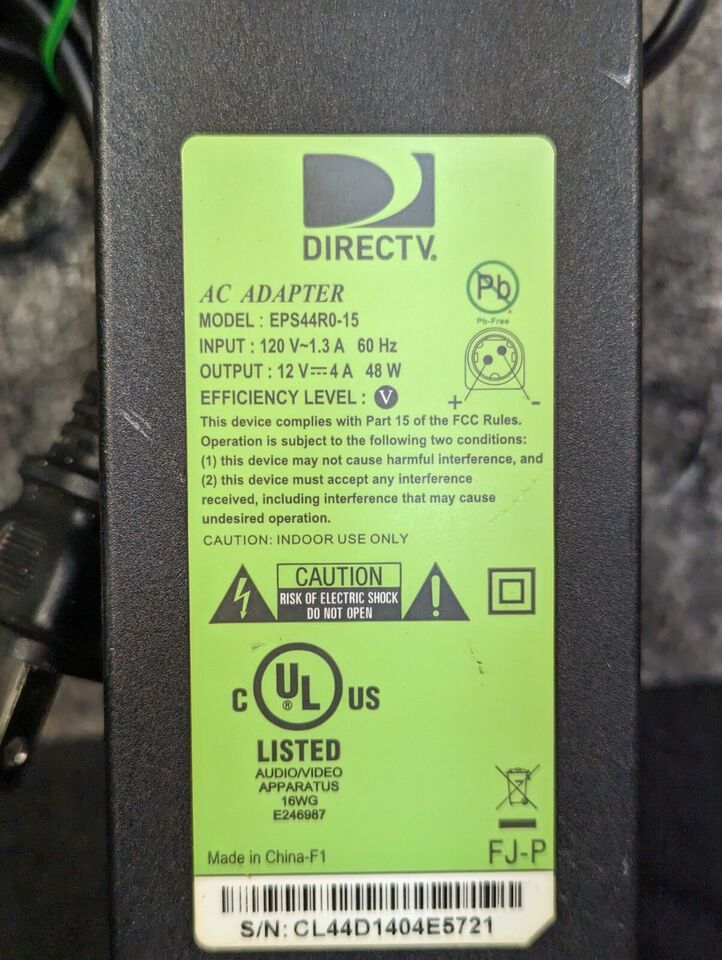 DIRECTV.
AC ADAPTER
MODEL : EPS44R0-15
INPUT : 120 V~1.3 A 60 Hz
OUTPUT : 12 V⎓4 A 48 W
EFFICIENCY LEVEL : V
Pb
Pb-Free
+ -
This device complies with Part 15 of the FCC Rules.
Operation is subject to the following two conditions:
(1) this device may not cause harmful interference, and
(2) this device must accept any interference
received, including interference that may cause
undesired operation.
CAUTION: INDOOR USE ONLY
CAUTION
RISK OF ELECTRIC SHOCK
DO NOT OPEN
C UL ® US
LISTED
AUDIO/VIDEO
APPARATUS
16WG
E246987
Made in China-F1
FJ-P
S/N: CL44D1404E5721